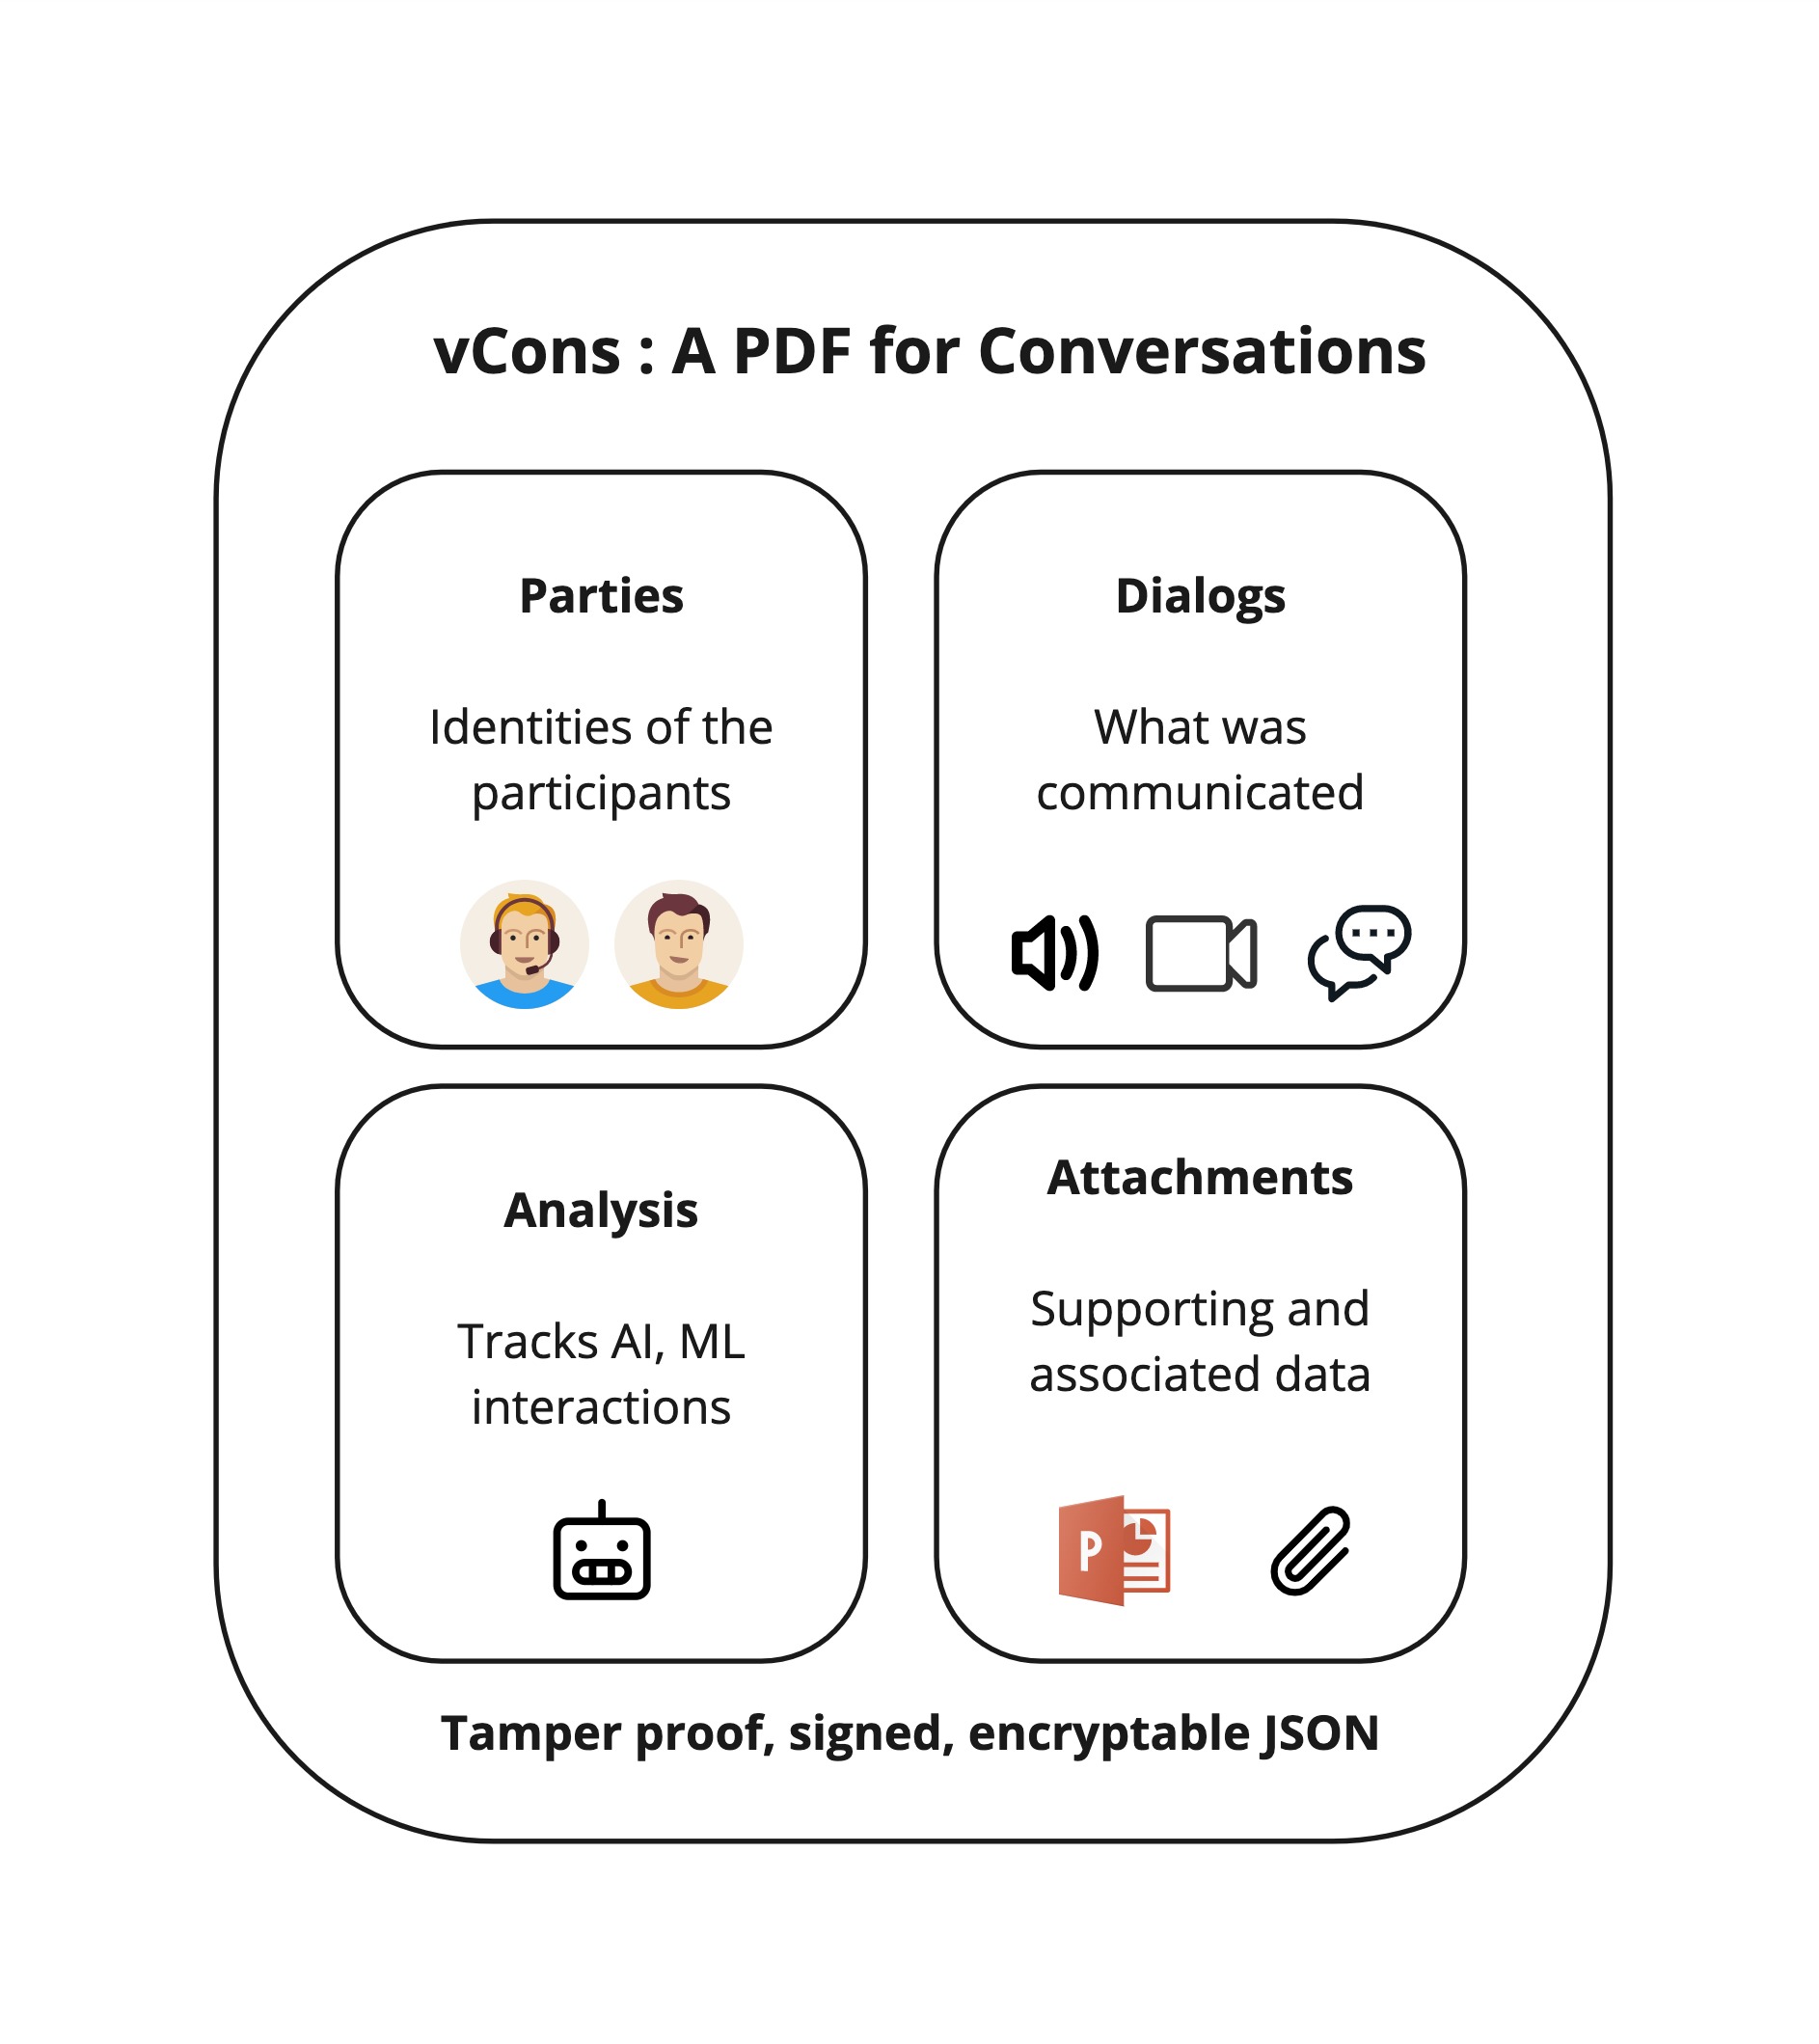 vCons : A PDF for Conversations
Parties
Identities of the
participants
Dialogs
What was
communicated
Analysis
Tracks AI, ML
interactions
Attachments
Supporting and
associated data
P
Tamper proof, signed, encryptable JSON